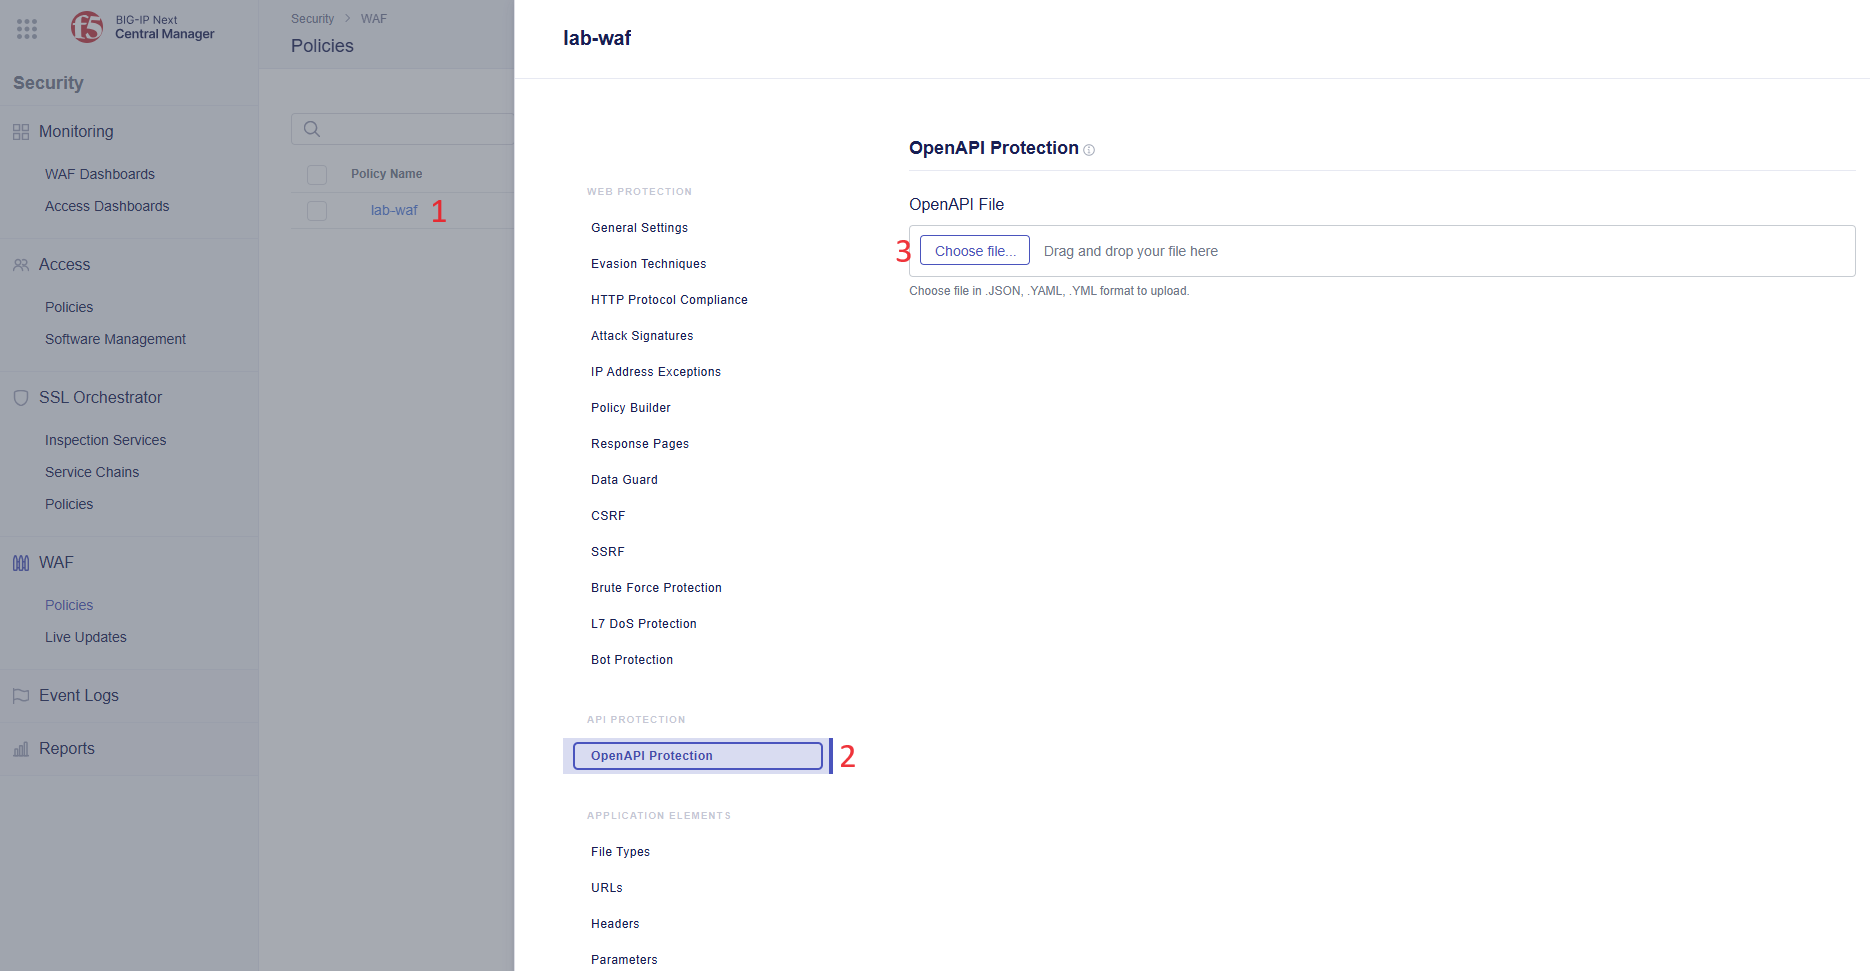 f5
BIG-IP Next
Central Manager
Security
Monitoring
WAF Dashboards
Access Dashboards
Access
Policies
Software Management
SSL Orchestrator
Inspection Services
Service Chains
Policies
WAF
Policies
Live Updates
Event Logs
Reports
Security > WAF
Policies
Policy Name
lab-waf 1
lab-waf
WEB PROTECTION
General Settings
Evasion Techniques
HTTP Protocol Compliance
Attack Signatures
IP Address Exceptions
Policy Builder
Response Pages
Data Guard
CSRF
SSRF
Brute Force Protection
L7 DoS Protection
Bot Protection
API PROTECTION
OpenAPI Protection 2
APPLICATION ELEMENTS
File Types
URLs
Headers
Parameters
OpenAPI Protection
OpenAPI File
3 Choose file... Drag and drop your file here
Choose file in .JSON, .YAML, .YML format to upload.